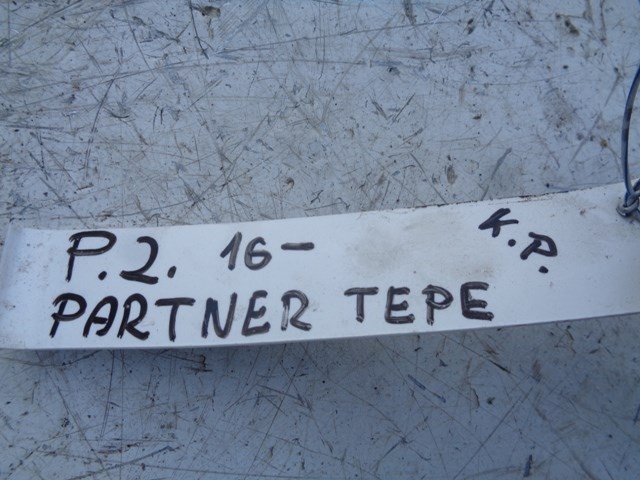 P.2. 16- K.P.
PARTNER TEPE